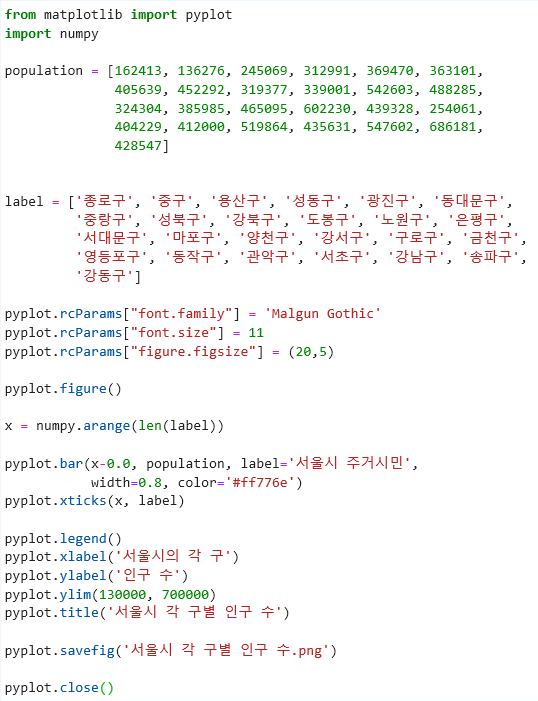 from matplotlib import pyplot
import numpy
population = [162413, 136276, 245069, 312991, 369470, 363101,
405639, 452292, 319377, 339001, 542603, 488285,
324304, 385985, 465095, 602230, 439328, 254061,
404229, 412000, 519864, 435631, 547602, 686181,
428547]
label = ['종로구', '중구', '용산구', '성동구', '광진구', '동대문구',
'중랑구', '성북구', '강북구', '도봉구', '노원구', '은평구',
'서대문구', '마포구', '양천구', '강서구', '구로구', '금천구',
'영등포구', '동작구', '관악구', '서초구', '강남구', '송파구',
'강동구']
pyplot.rcParams["font.family"] = 'Malgun Gothic'
pyplot.rcParams["font.size"] = 11
pyplot.rcParams["figure.figsize"] = (20,5)
pyplot.figure()
x = numpy.arange(len(label))
pyplot.bar(x-0.0, population, label='서울시 주거시민',
width=0.8, color='#ff776e')
pyplot.xticks(x, label)
pyplot.legend()
pyplot.xlabel('서울시의 각 구')
pyplot.ylabel('인구 수')
pyplot.ylim(130000, 700000)
pyplot.title('서울시 각 구별 인구 수')
pyplot.savefig('서울시 각 구별 인구 수.png')
pyplot.close()